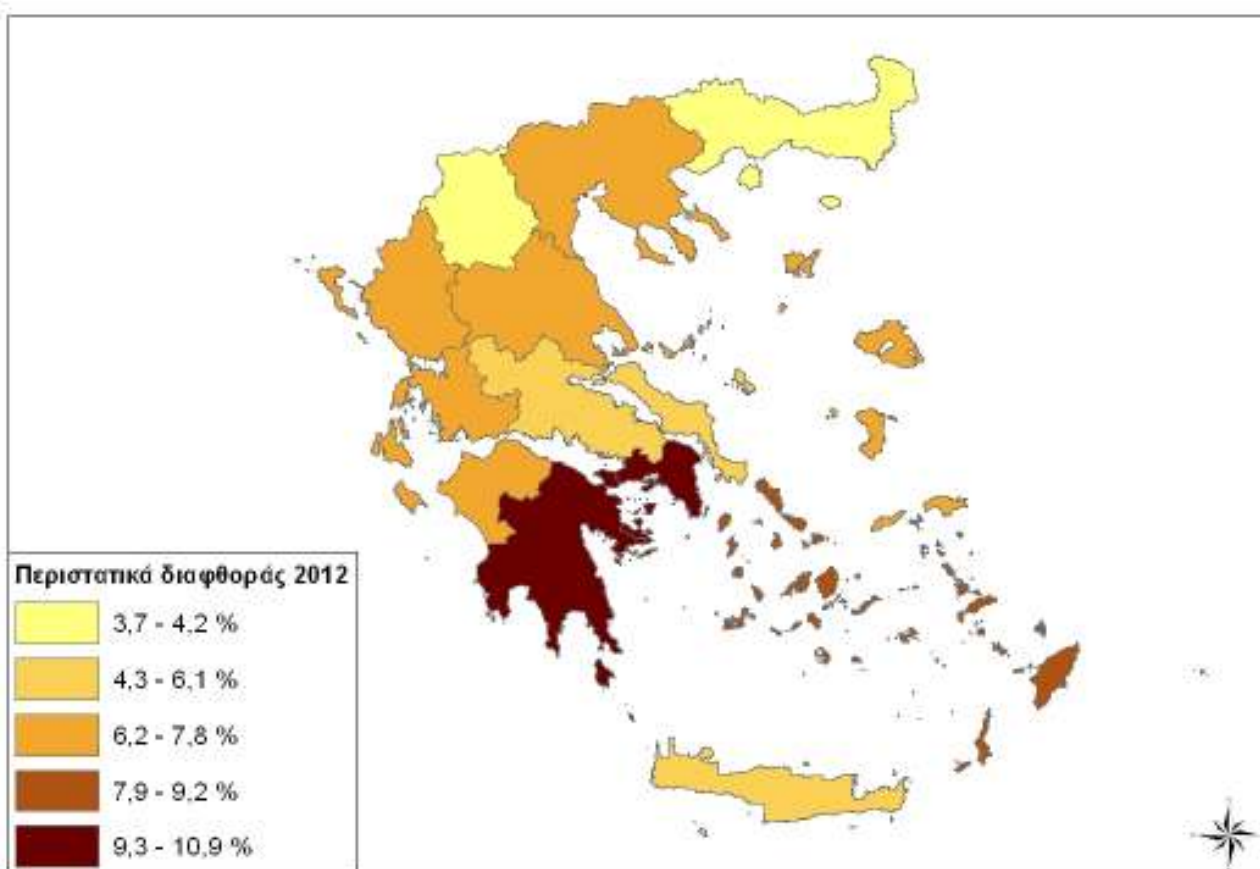 Περιστατικά διαφθοράς 2012
3,7 - 4,2 %
4,3 - 6,1 %
6,2 - 7,8 %
7,9 - 9,2 %
9,3 - 10,9 %